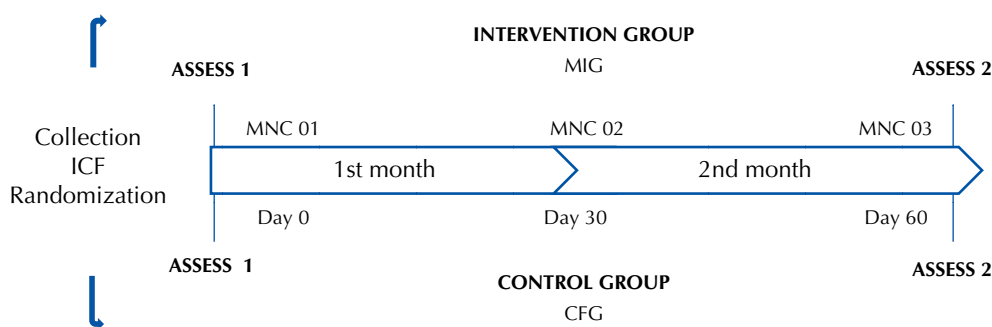 INTERVENTION GROUP
MIG
ASSESS 1
ASSESS 2
Collection
ICF
Randomization
MNC 01
MNC 02
MNC 03
1st month
2nd month
Day 0
Day 30
Day 60
ASSESS 1
ASSESS 2
CONTROL GROUP
CFG